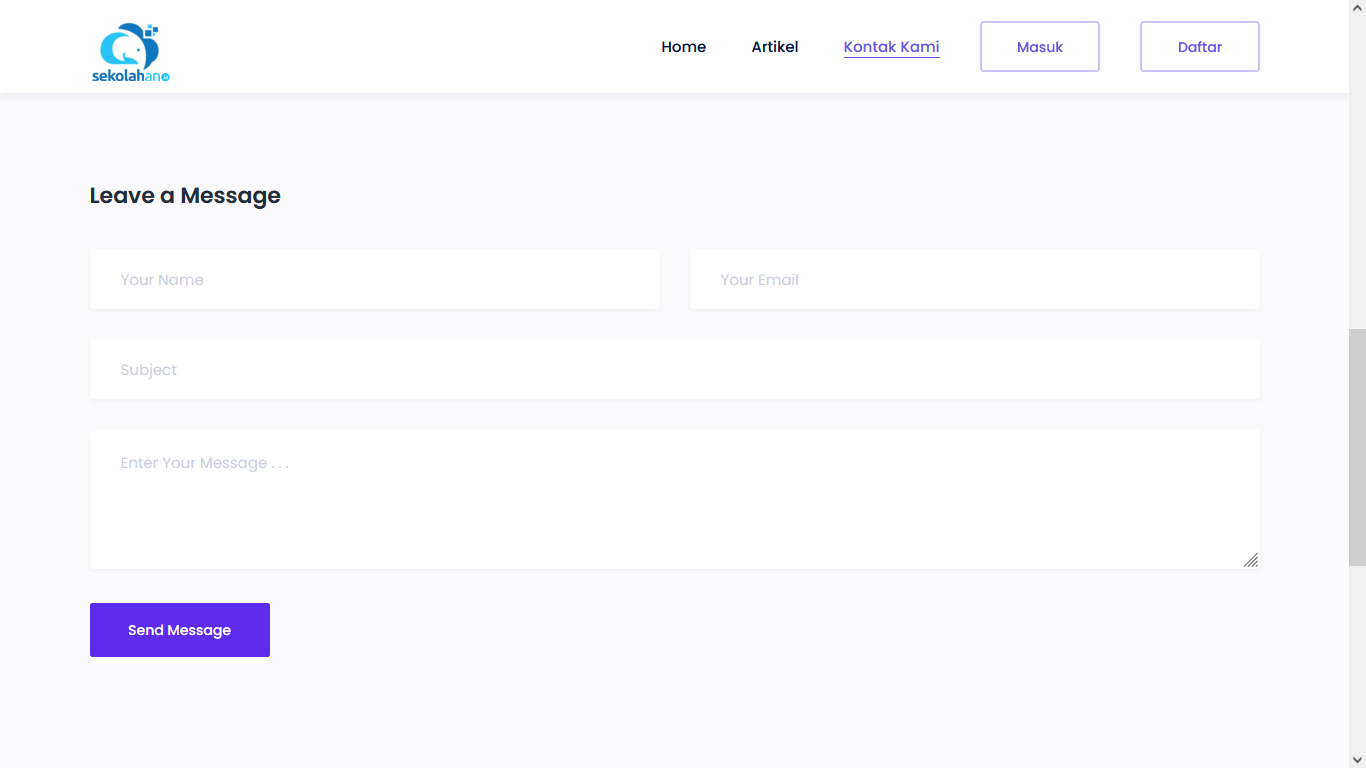 sekolahan
Home
Artikel
Kontak Kami
Masuk
Daftar
Leave a Message
Your Name
Your Email
Subject
Enter Your Message . . .
Send Message